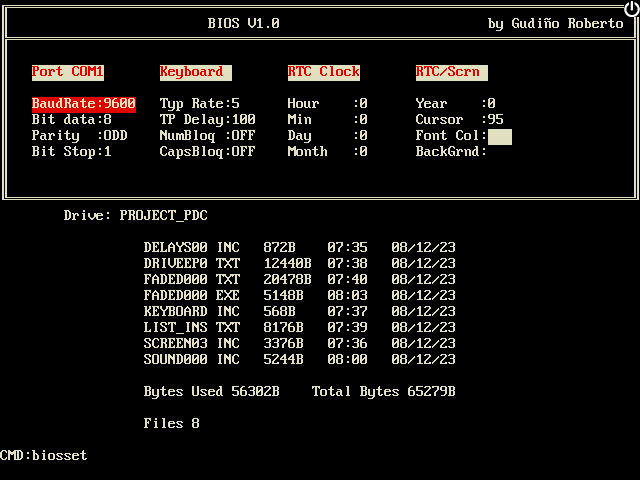 BIOS V1.0 by Gudiño Roberto
Port COM1 Keyboard RTC Clock RTC/Scrn
BaudRate:9600 Typ Rate:5 Hour :0 Year :0
Bit data:8 TP Delay:100 Min :0 Cursor :95
Parity :ODD NumBloq :OFF Day :0 Font Col:
Bit Stop:1 CapsBloq:OFF Month :0 BackGrnd:
Drive: PROJECT_PDC
DELAYS00 INC 872B 07:35 08/12/23
DRIVEEP0 TXT 12440B 07:38 08/12/23
FADED000 TXT 20478B 07:40 08/12/23
FADED000 EXE 5148B 08:03 08/12/23
KEYBOARD INC 568B 07:37 08/12/23
LIST_INS TXT 8176B 07:39 08/12/23
SCREEN03 INC 3376B 07:36 08/12/23
SOUND000 INC 5244B 08:00 08/12/23
Bytes Used 56302B Total Bytes 65279B
Files 8
CMD:biosset